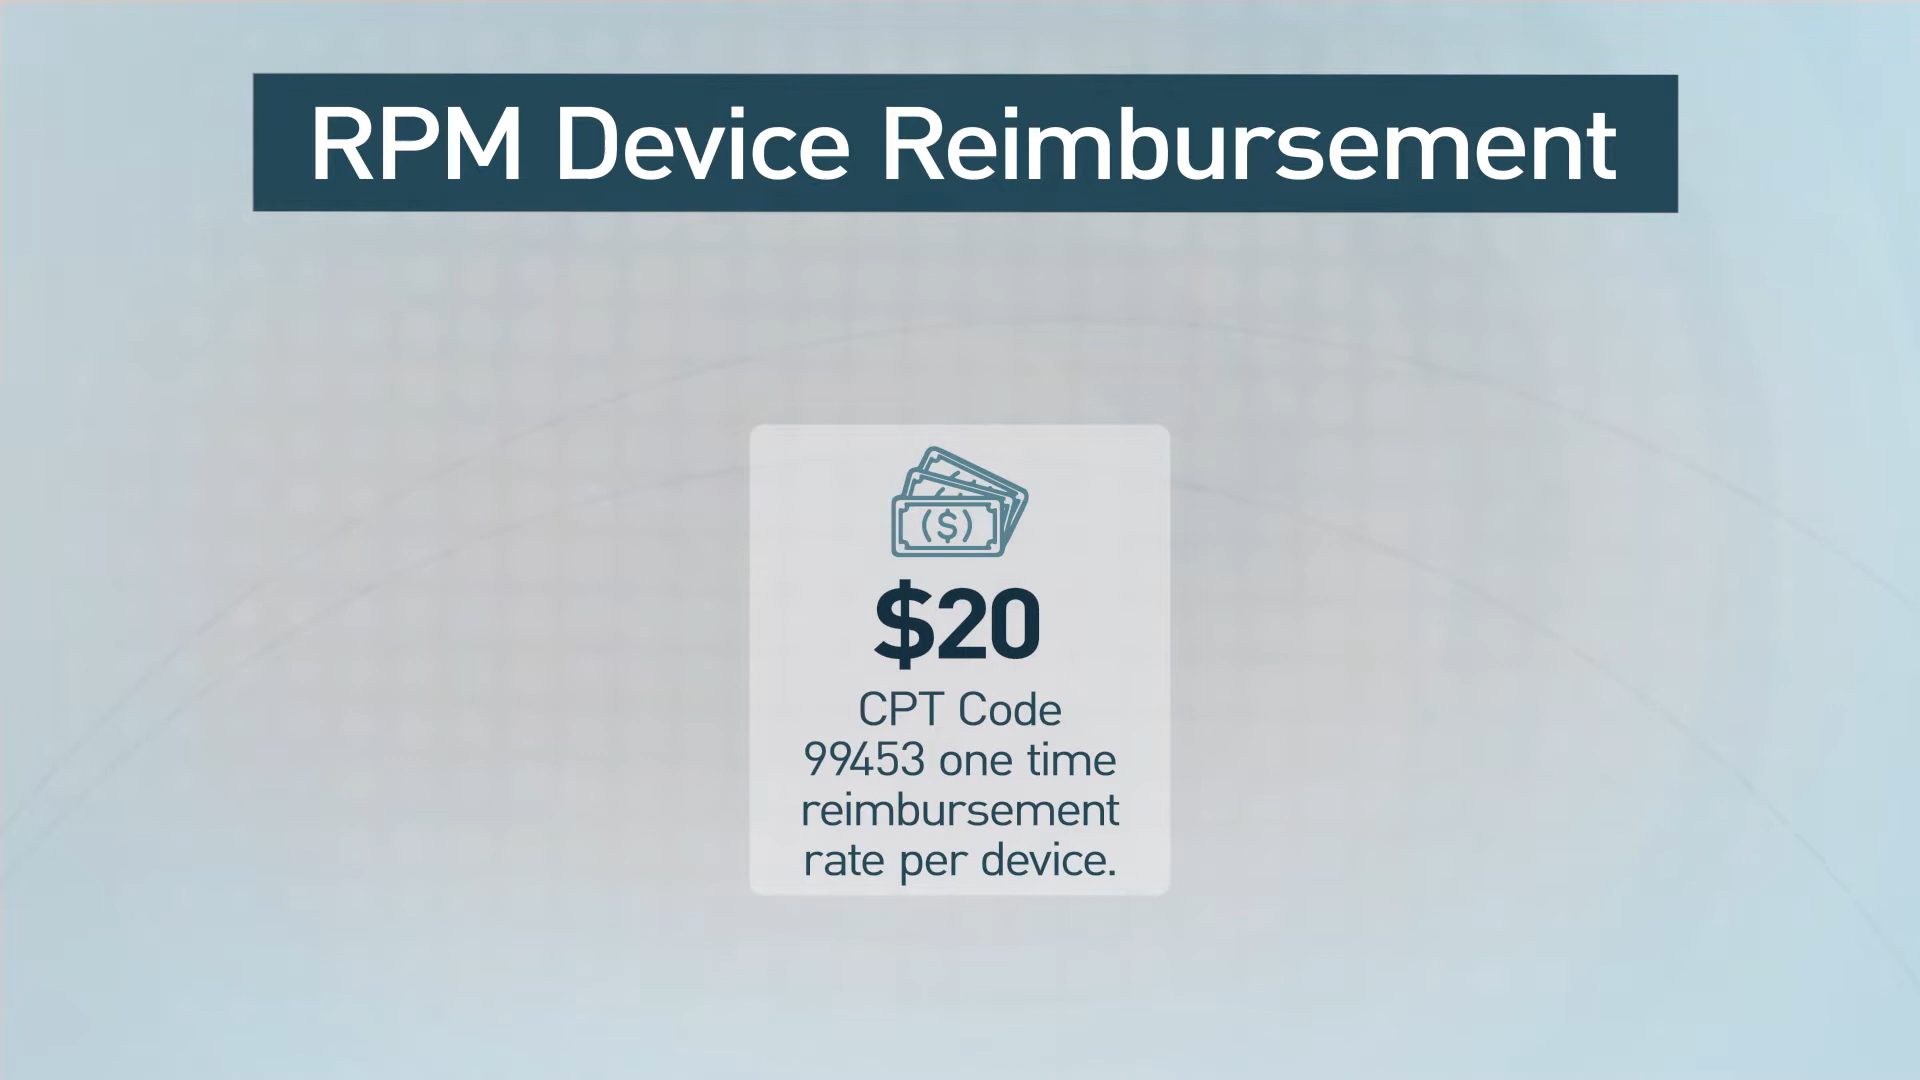 RPM Device Reimbursement
($)
$20
CPT Code
99453 one time
reimbursement
rate per device.